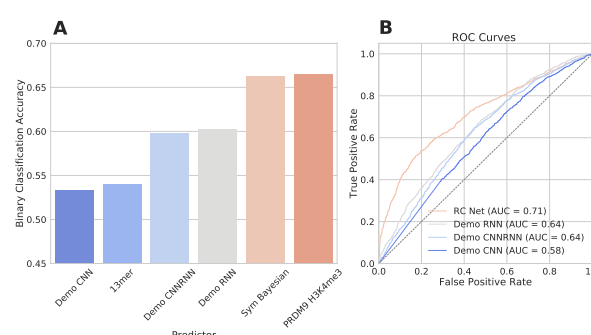 A
0.70
0.65
0.60
0.55
0.50
0.45
Binary Classification Accuracy
Demo CNN
13mer
Demo CNNRNN
Demo RNN
Sym Bayesian
PRDM9 H3K4me3
Predictor
B
ROC Curves
1.0
0.8
0.6
0.4
0.2
0.0
True Positive Rate
RC Net (AUC = 0.71)
Demo RNN (AUC = 0.64)
Demo CNNRNN (AUC = 0.64)
Demo CNN (AUC = 0.58)
0.0 0.2 0.4 0.6 0.8 1
False Positive Rate